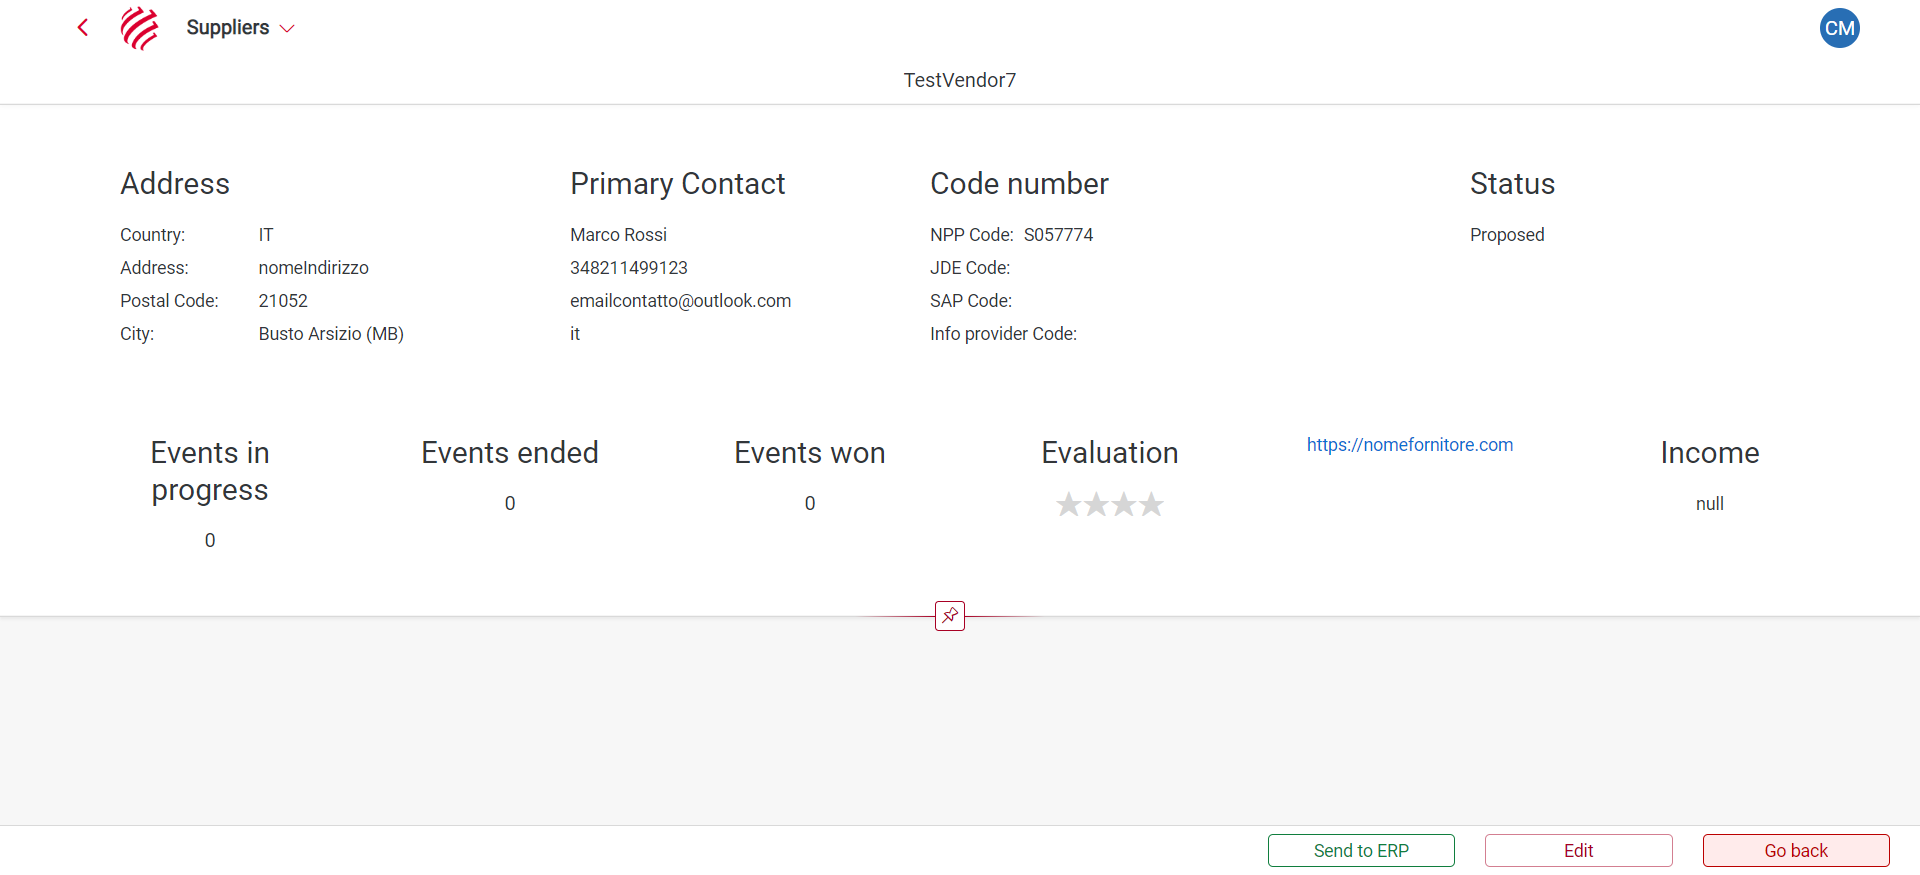 Suppliers
CM
TestVendor7
Address
Country: IT
Address: nomeIndirizzo
Postal Code: 21052
City: Busto Arsizio (MB)
Primary Contact
Marco Rossi
348211499123
emailcontatto@outlook.com
it
Code number
NPP Code: S057774
JDE Code:
SAP Code:
Info provider Code:
Status
Proposed
Events in
progress
0
Events ended
0
Events won
0
Evaluation
https://nomefornitore.com
Income
null
Send to ERP
Edit
Go back